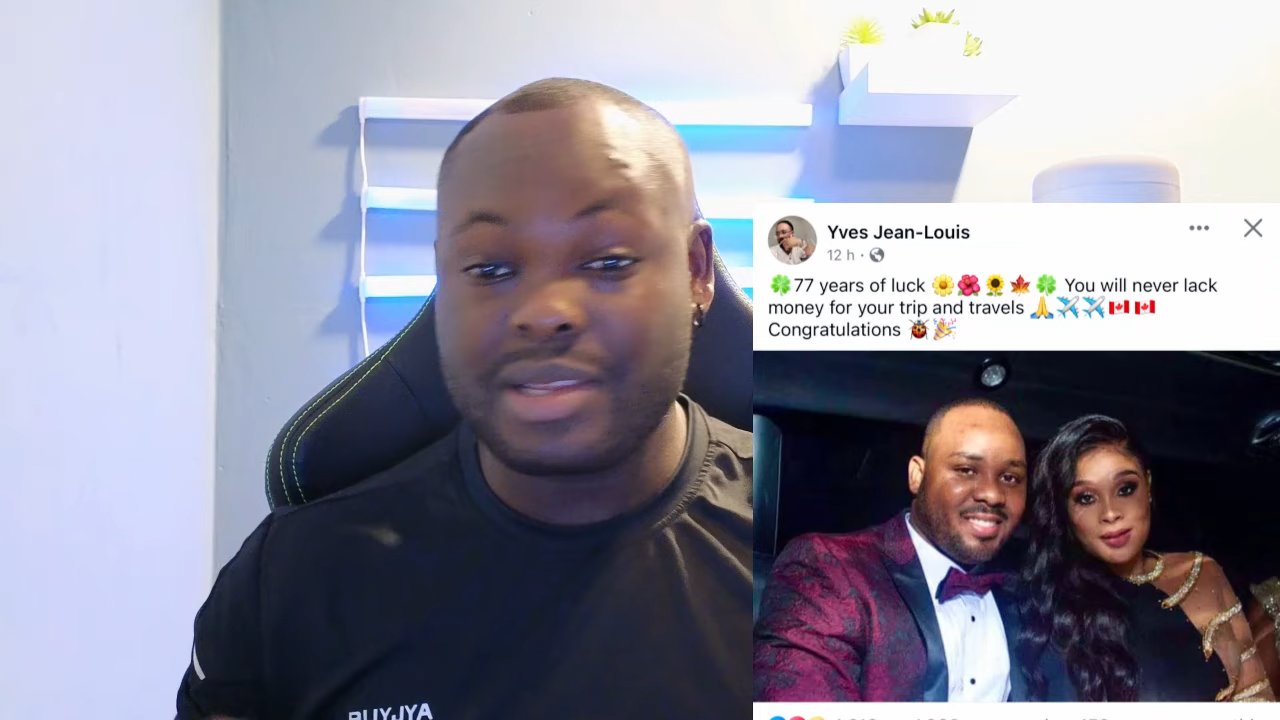 Yves Jean-Louis
12 h ·
🍀77 years of luck 🌼🌺🌻🍁🍀 You will never lack
money for your trip and travels 🙏✈️✈️🇨🇦🇨🇦
Congratulations 🐞🎉